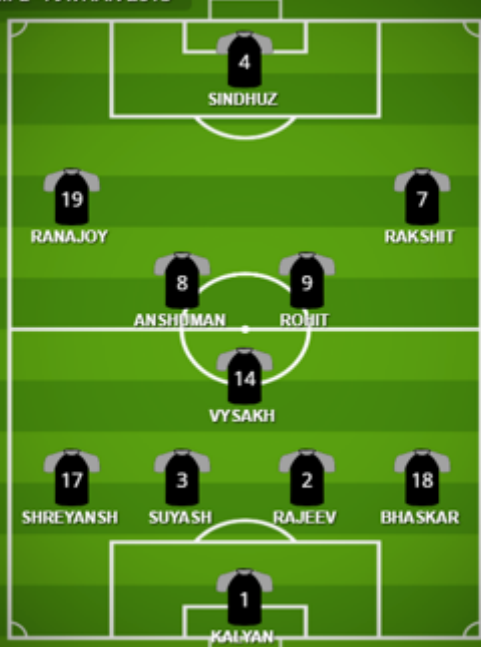 4
SINDHUZ
19
7
RANAJOY
RAKSHIT
8
9
ANSHUMAN
ROHIT
14
VYSAKH
17
3
2
18
SHREYANSH
SUYASH
RAJEEV
BHASKAR
1
KALYAN